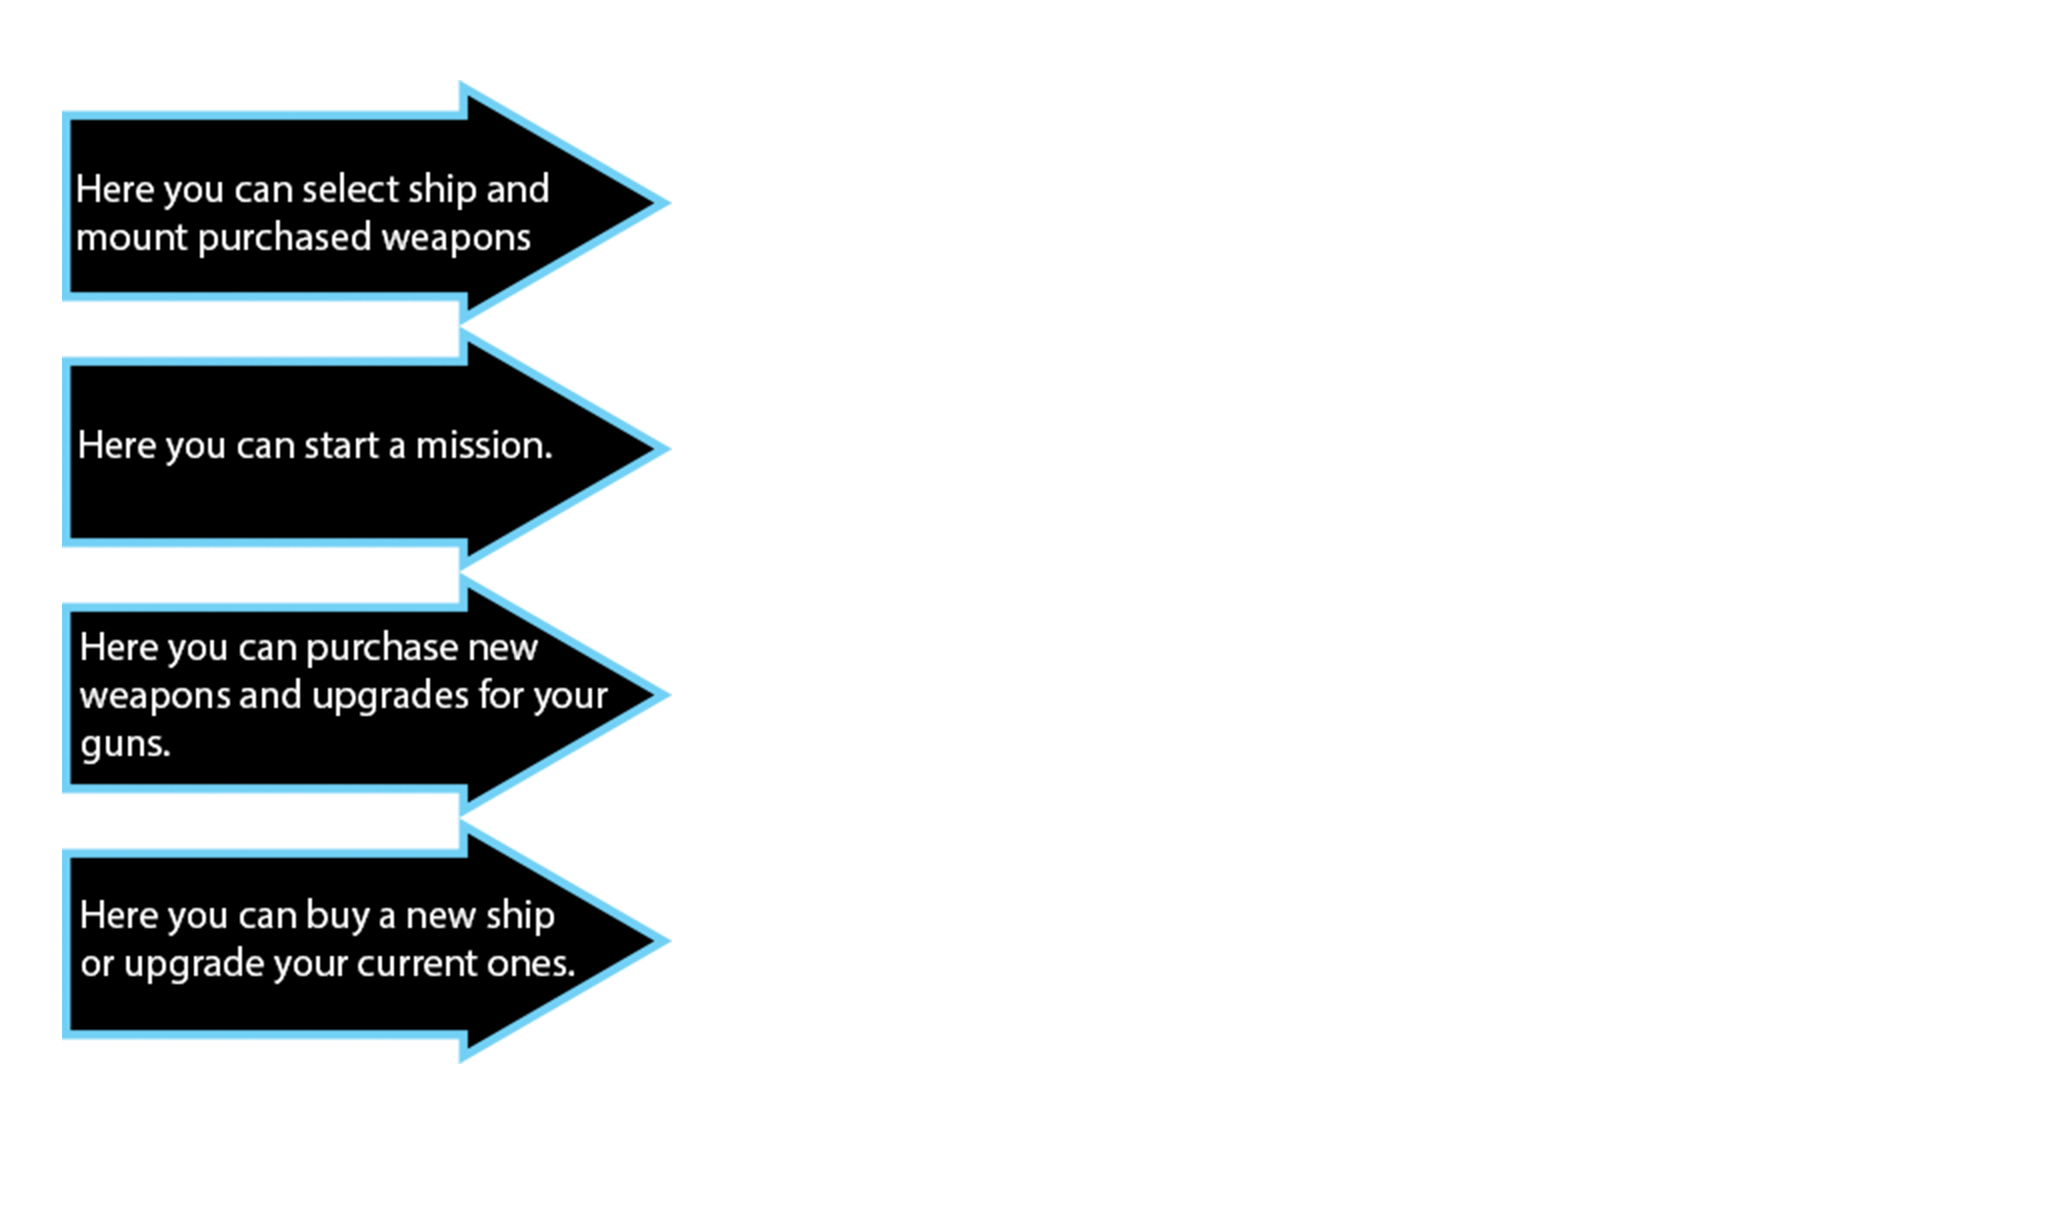 Here you can select ship and
mount purchased weapons
Here you can start a mission.
Here you can purchase new
weapons and upgrades for your
guns.
Here you can buy a new ship
or upgrade your current ones.